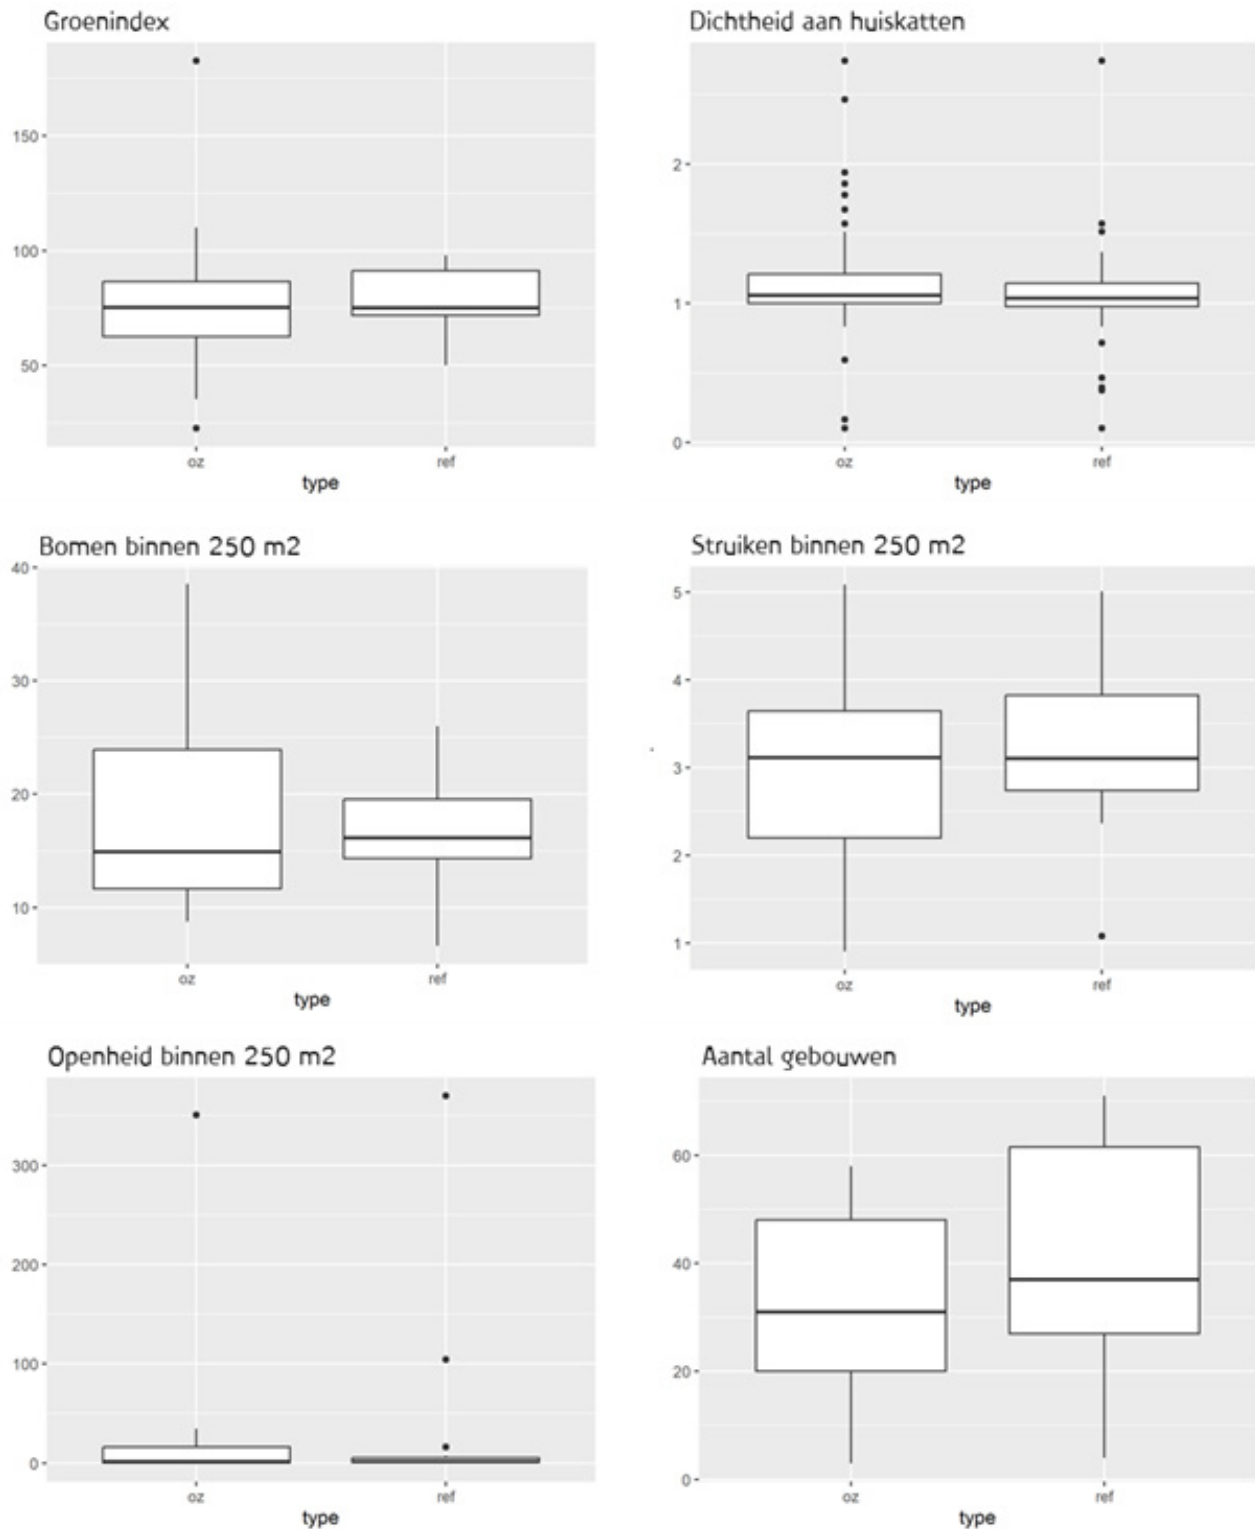 Groenindex
150
100
50
oz
ref
type
Dichtheid aan huiskatten
2
1
0
oz
ref
type
Bomen binnen 250 m2
40
30
20
10
oz
ref
type
Struiken binnen 250 m2
5
4
3
2
1
oz
ref
type
Openheid binnen 250 m2
300
200
100
0
oz
ref
type
Aantal gebouwen
60
40
20
0
oz
ref
type